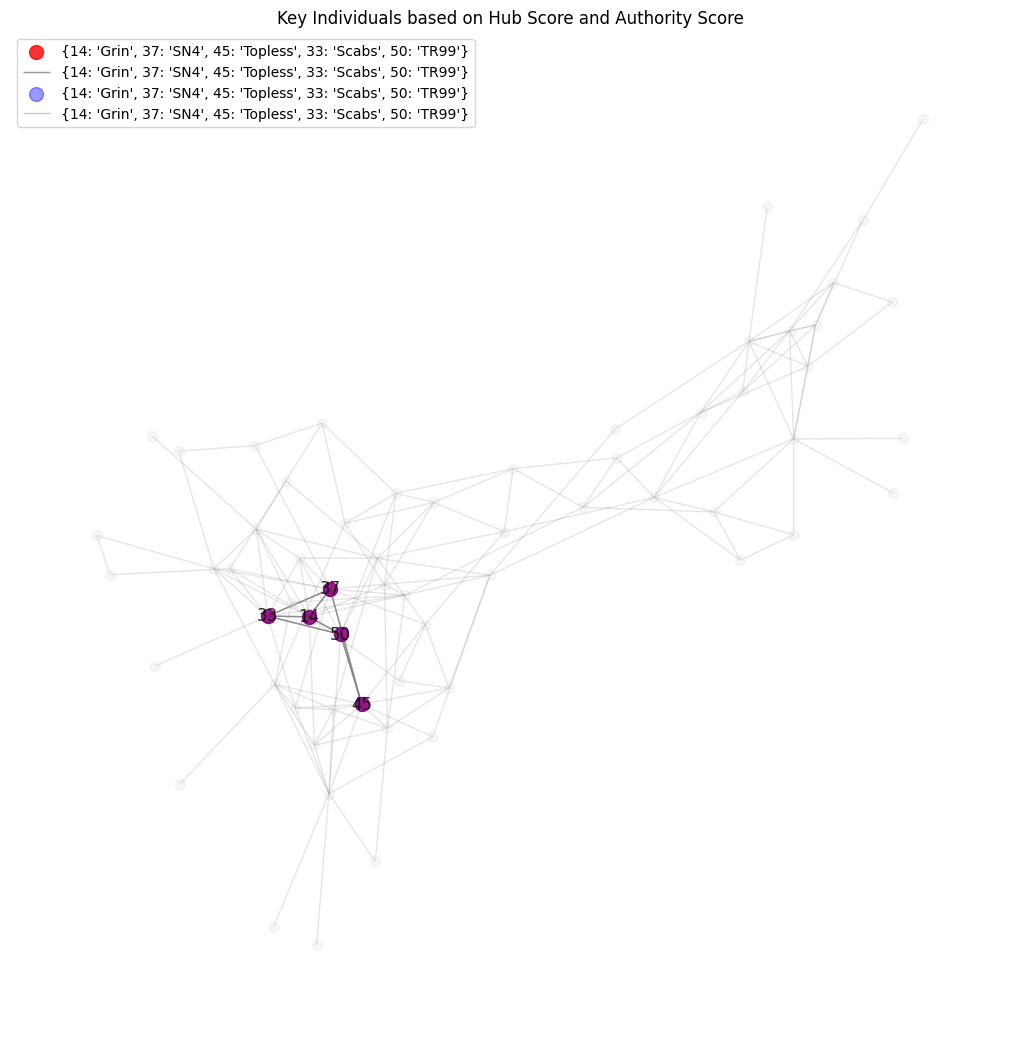 Key Individuals based on Hub Score and Authority Score
{14: 'Grin', 37: 'SN4', 45: 'Topless', 33: 'Scabs', 50: 'TR99'}
{14: 'Grin', 37: 'SN4', 45: 'Topless', 33: 'Scabs', 50: 'TR99'}
{14: 'Grin', 37: 'SN4', 45: 'Topless', 33: 'Scabs', 50: 'TR99'}
{14: 'Grin', 37: 'SN4', 45: 'Topless', 33: 'Scabs', 50: 'TR99'}
37
33
14
50
45